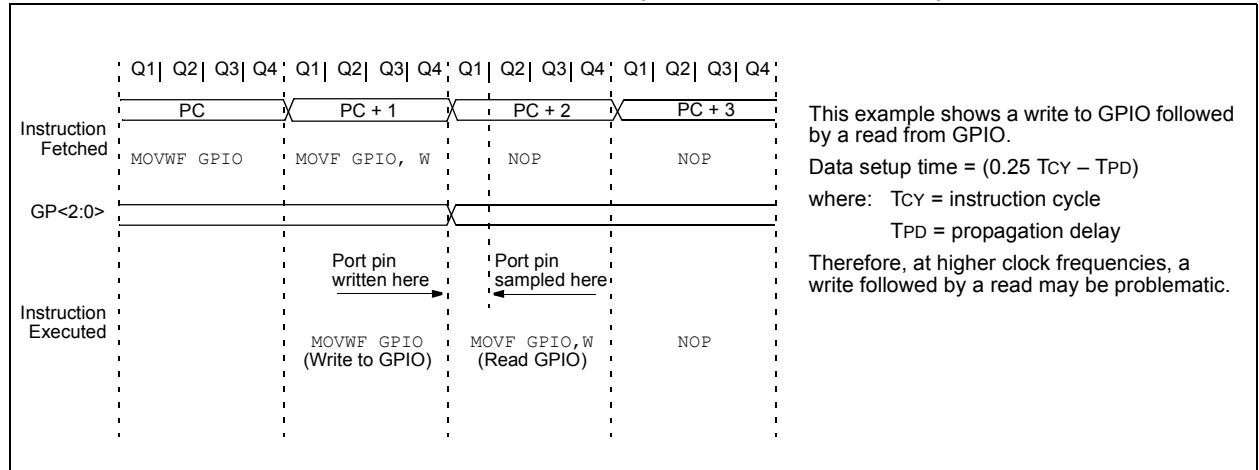 Q1| Q2| Q3| Q4 Q1| Q2| Q3| Q4 Q1| Q2| Q3| Q4 Q1| Q2| Q3| Q4
PC PC + 1 PC + 2 PC + 3
Instruction
Fetched
MOVWF GPIO MOVF GPIO, W NOP NOP
GP<2:0>
Port pin
written here
Port pin
sampled here
Instruction
Executed
MOVWF GPIO
(Write to GPIO)
MOVF GPIO,W
(Read GPIO)
NOP
This example shows a write to GPIO followed
by a read from GPIO.
Data setup time = (0.25 TCY – TPD)
where: TCY = instruction cycle
TPD = propagation delay
Therefore, at higher clock frequencies, a
write followed by a read may be problematic.